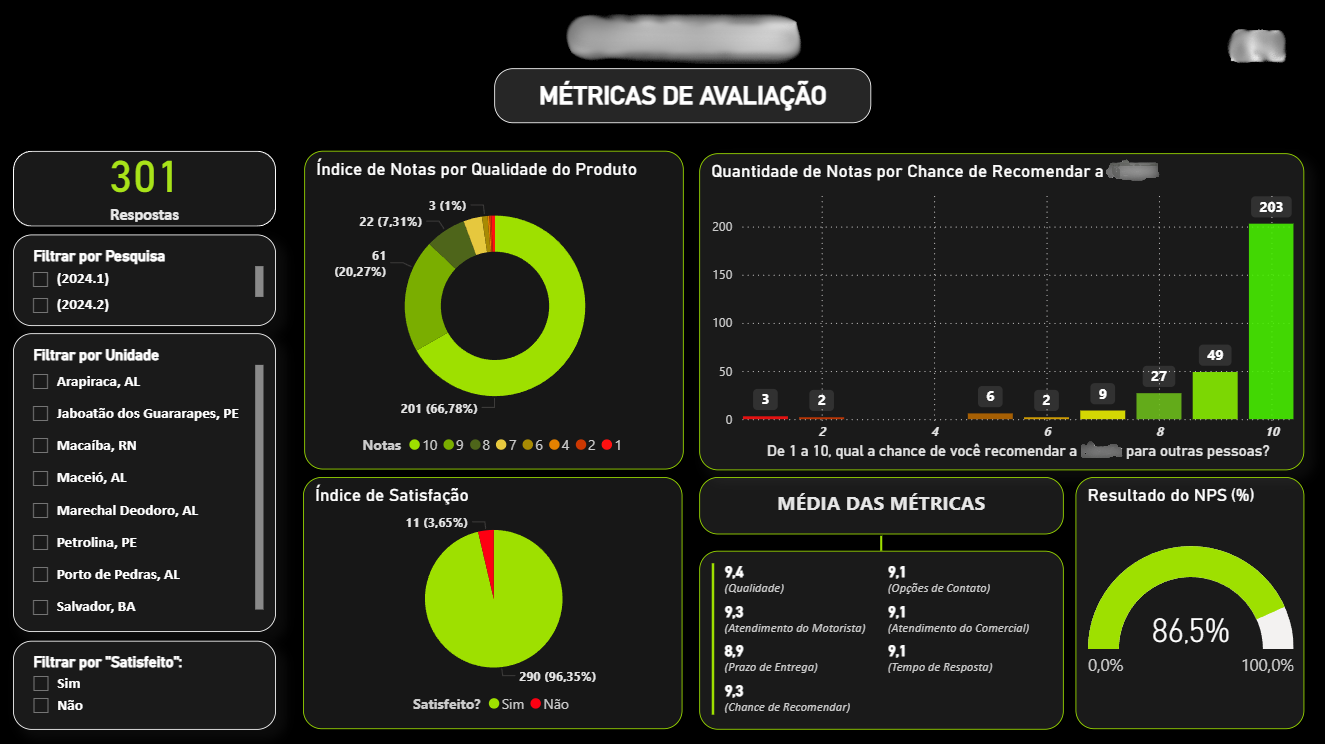 MÉTRICAS DE AVALIAÇÃO
301
Respostas
Filtrar por Pesquisa
(2024.1)
(2024.2)
Filtrar por Unidade
Arapiraca, AL
Jaboatão dos Guararapes, PE
Macaíba, RN
Maceió, AL
Marechal Deodoro, AL
Petrolina, PE
Porto de Pedras, AL
Salvador, BA
Filtrar por "Satisfeito":
Sim
Não
Índice de Notas por Qualidade do Produto
3 (1%)
22 (7,31%)
61
(20,27%)
201 (66,78%)
Notas 10 9 8 7 6 4 2 1
Índice de Satisfação
11 (3,65%)
290 (96,35%)
Satisfeito? Sim Não
Quantidade de Notas por Chance de Recomendar a
200
150
100
50
0
3
2
6
2
9
27
49
203
2 4 6 8 10
De 1 a 10, qual a chance de você recomendar a para outras pessoas?
MÉDIA DAS MÉTRICAS
9,4
(Qualidade)
9,3
(Atendimento do Motorista)
8,9
(Prazo de Entrega)
9,3
(Chance de Recomendar)
9,1
(Opções de Contato)
9,1
(Atendimento do Comercial)
9,1
(Tempo de Resposta)
Resultado do NPS (%)
86,5%
0,0% 100,0%